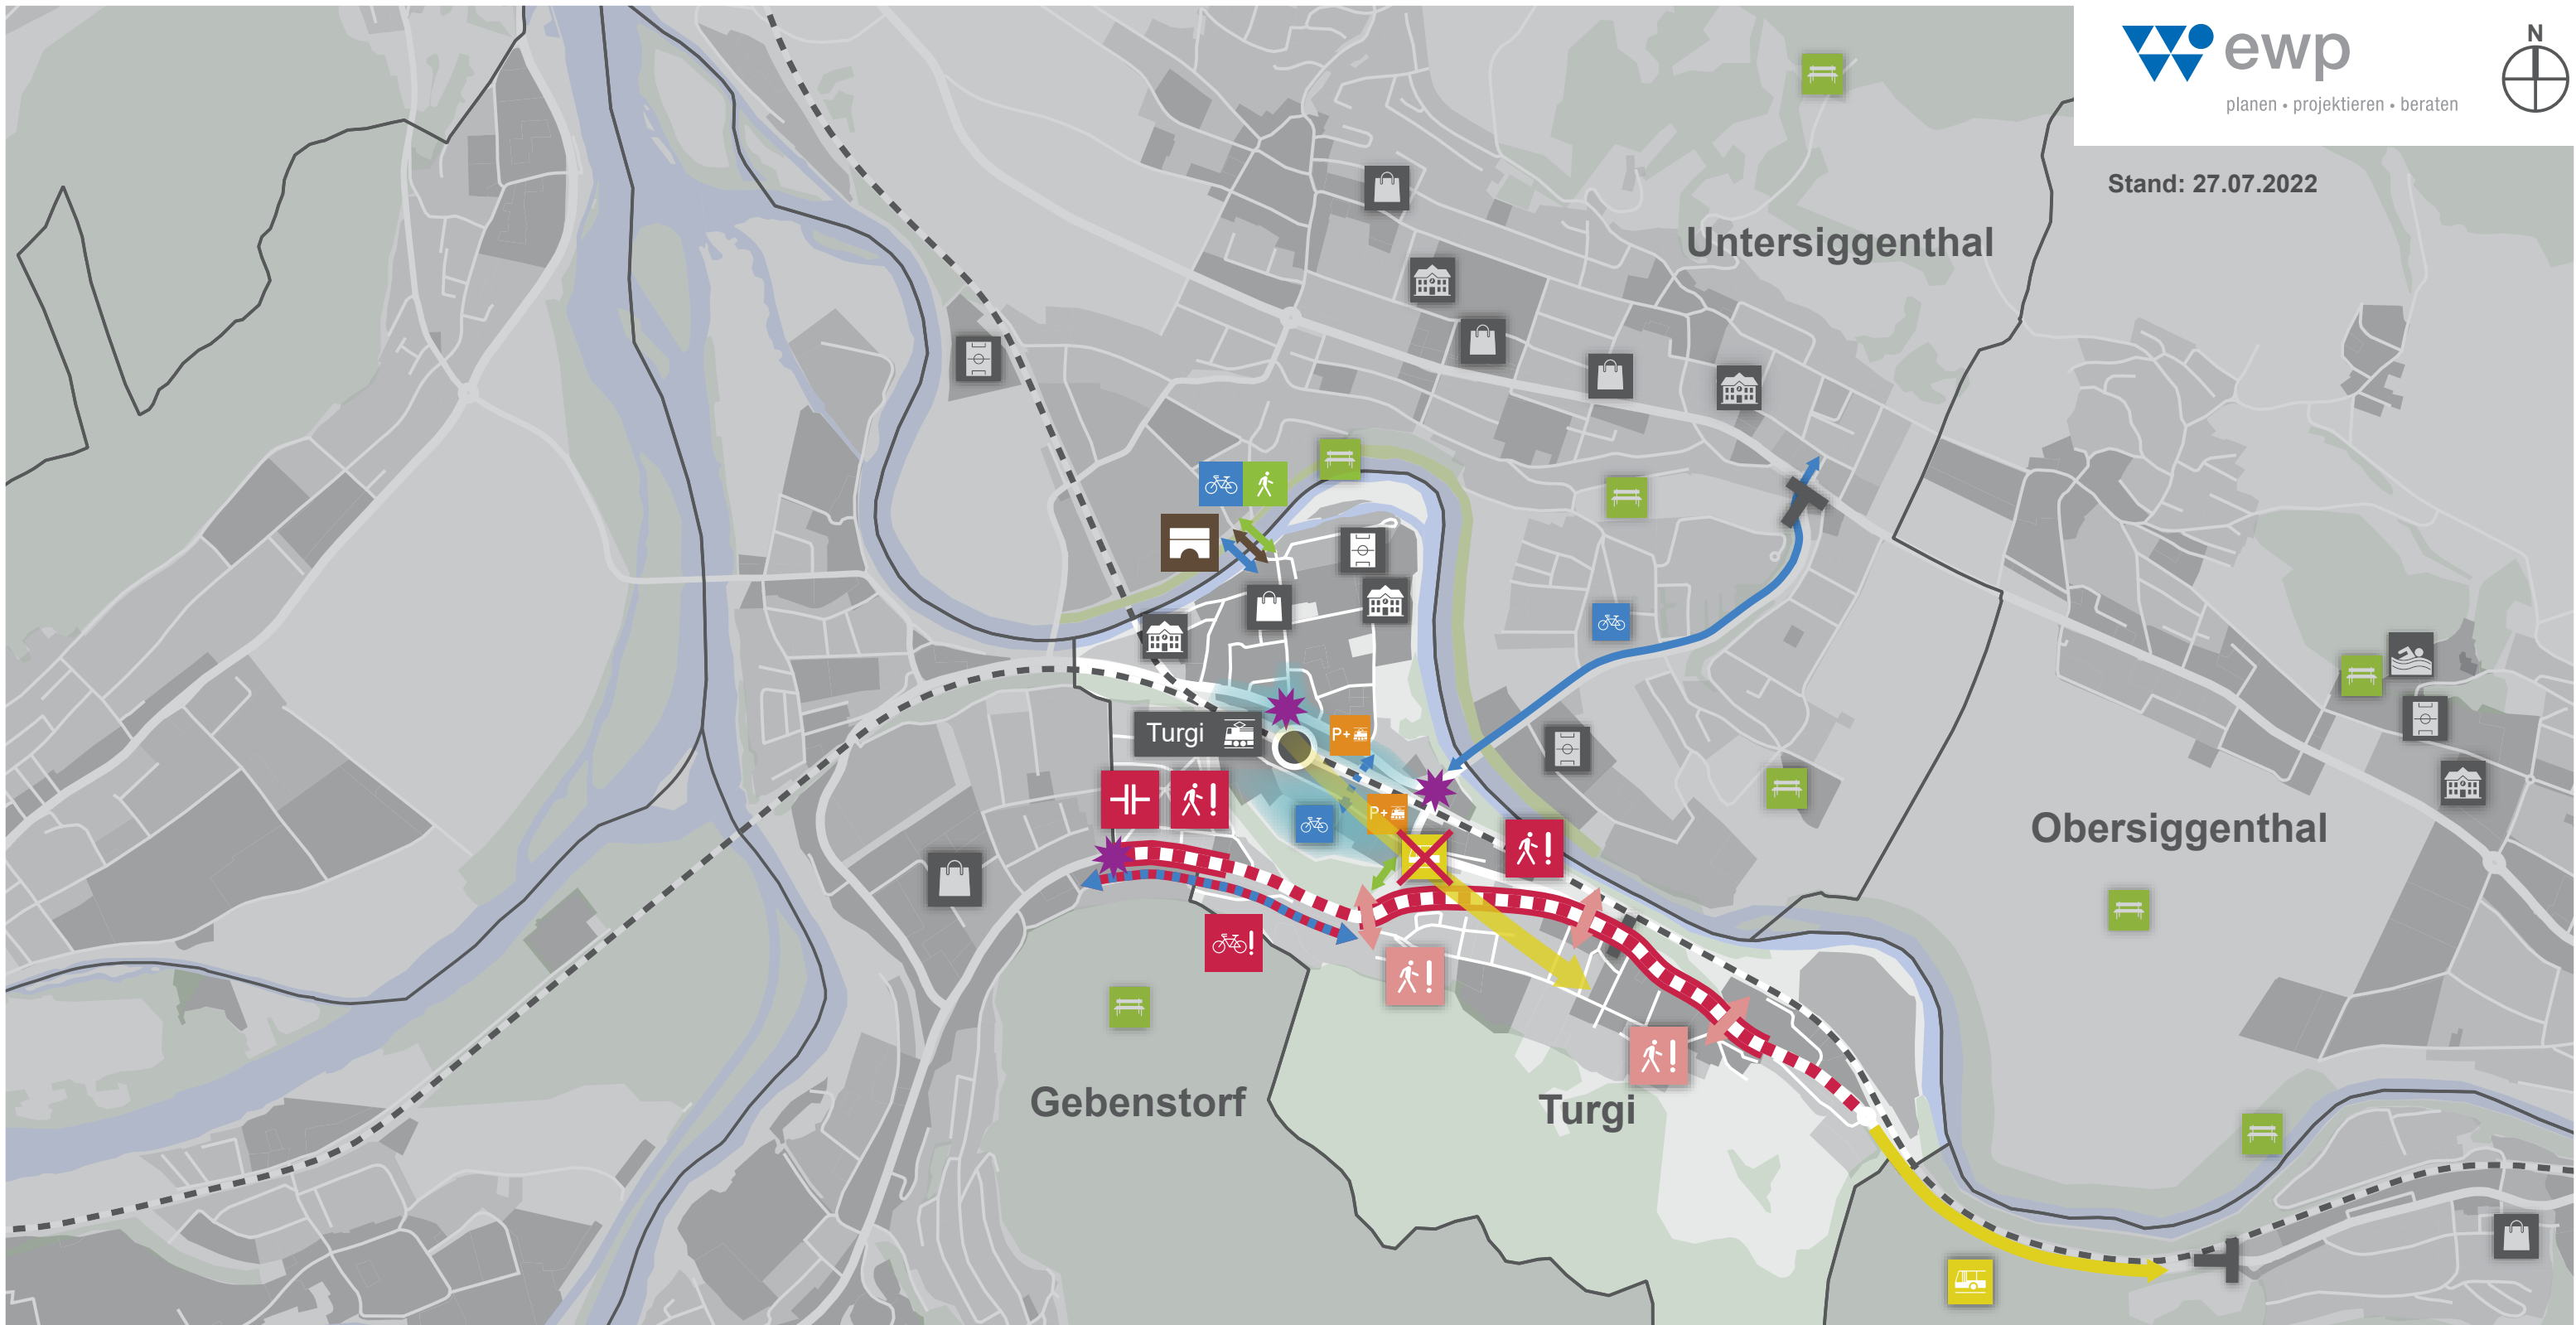 ewp
planen • projektieren • beraten
N
Stand: 27.07.2022
Untersiggenthal
Turgi
P+
P+
!
!
!
!
!
Obersiggenthal
Gebenstorf
Turgi